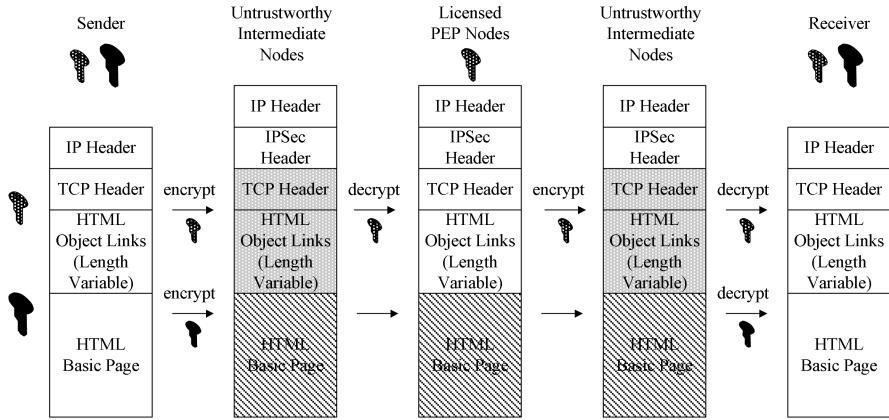 Sender
Untrustworthy
Intermediate
Nodes
Licensed
PEP Nodes
Untrustworthy
Intermediate
Nodes
Receiver
IP Header
TCP Header
HTML
Object Links
(Length
Variable)
HTML
Basic Page
encrypt
encrypt
IP Header
IPSec
Header
TCP Header
HTML
Object Links
(Length
Variable)
HTML
Basic Page
decrypt
IP Header
IPSec
Header
TCP Header
HTML
Object Links
(Length
Variable)
HTML
Basic Page
encrypt
IP Header
IPSec
Header
TCP Header
HTML
Object Links
(Length
Variable)
HTML
Basic Page
decrypt
decrypt
IP Header
TCP Header
HTML
Object Links
(Length
Variable)
HTML
Basic Page